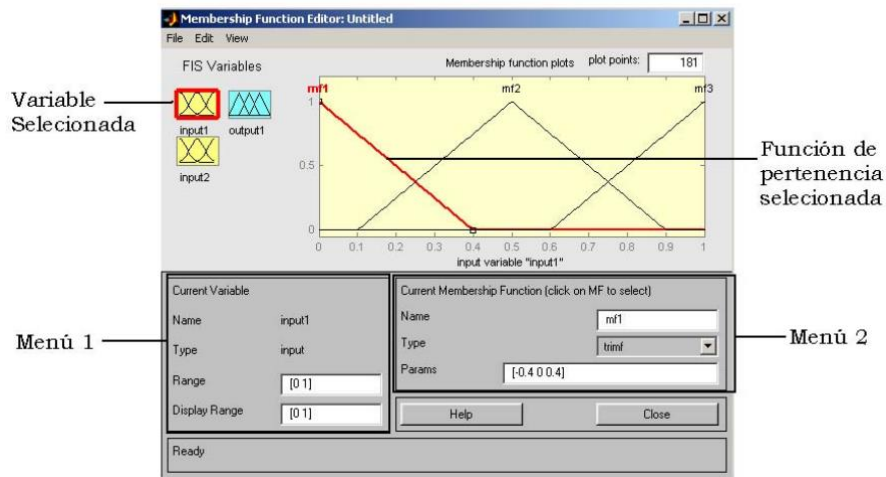 Membership Function Editor: Untitled
File Edit View
FIS Variables
Membership function plots plot points: 181
Variable
Selecionada
input1 output1
input2
mf1 mf2 mf3
1
0.5
0
0 0.1 0.2 0.3 0.4 0.5 0.6 0.7 0.8 0.9 1
input variable "input1"
Función de
pertenencia
selecionada
Menú 1
Current Variable
Name input1
Type input
Range [0 1]
Display Range [0 1]
Current Membership Function (click on MF to select)
Name mf1
Type trimf
Params [-0.4 0 0.4]
Menú 2
Help Close
Ready